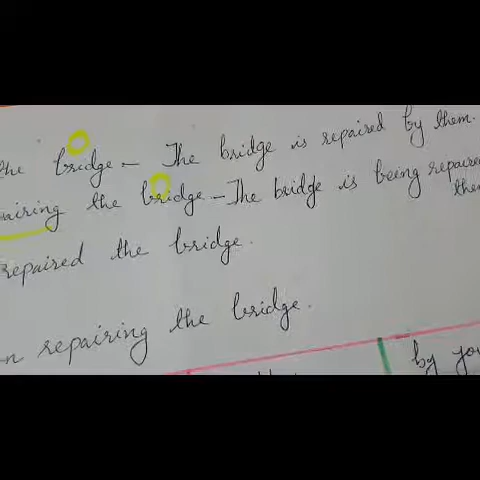 the bridge - The bridge is repaired by them.
pairing the bridge - The bridge is being repaired
the
repaired the bridge.
n repairing the bridge.
by you